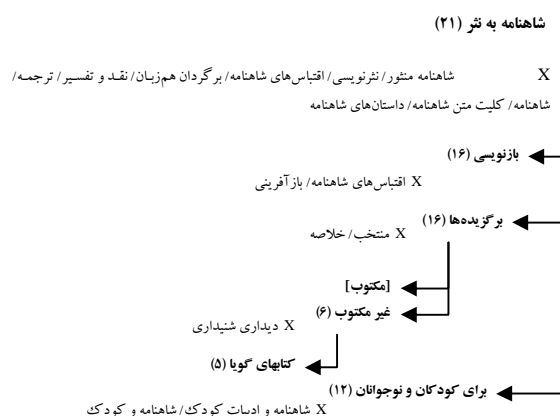 شاهنامه به نثر (۲۱)
X شاهنامه منثور/ نثرنویسی/ اقتباس‌های شاهنامه/ برگردان هم‌زبان/ نقد و تفسیر/ ترجمه/
شاهنامه/ کلیت متن شاهنامه/ داستان‌های شاهنامه
بازنویسی (۱۶)
X اقتباس‌های شاهنامه/ بازآفرینی
برگزیده‌ها (۱۶)
X منتخب/ خلاصه
[مکتوب]
غیر مکتوب (۶)
X دیداری شنیداری
کتابهای گویا (۵)
برای کودکان و نوجوانان (۱۲)
X شاهنامه و ادبیات کودک/ شاهنامه و کودک